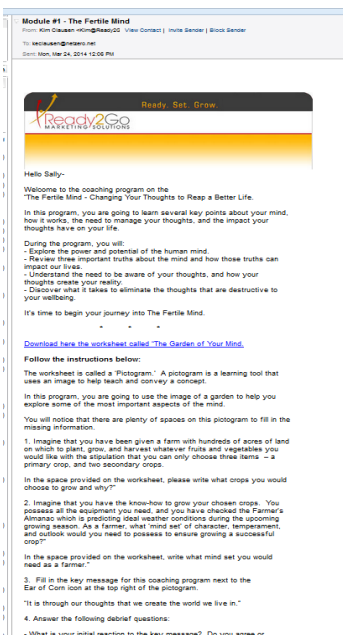 Module #1 - The Fertile Mind
From: Kim Clausen <Kim@Ready2G View Contact | Invite Sender | Block Sender
To: keclausen@netzero.net
Sent: Mon, Mar 24, 2014 12:06 PM
Ready. Set. Grow.
Ready2Go
MARKETING SOLUTIONS
Hello Sally-
Welcome to the coaching program on the
"The Fertile Mind - Changing Your Thoughts to Reap a Better Life.
In this program, you are going to learn several key points about your mind,
how it works, the need to manage your thoughts, and the impact your
thoughts have on your life.
During the program, you will:
- Explore the power and potential of the human mind.
- Review three important truths about the mind and how those truths can
impact our lives.
- Understand the need to be aware of your thoughts, and how your
thoughts create your reality.
- Discover what it takes to eliminate the thoughts that are destructive to
your wellbeing.
It's time to begin your journey into The Fertile Mind.
* * *
Download here the worksheet called 'The Garden of Your Mind.
Follow the instructions below:
The worksheet is called a 'Pictogram.' A pictogram is a learning tool that
uses an image to help teach and convey a concept.
In this program, you are going to use the image of a garden to help you
explore some of the most important aspects of the mind.
You will notice that there are plenty of spaces on this pictogram to fill in the
missing information.
1. Imagine that you have been given a farm with hundreds of acres of land
on which to plant, grow, and harvest whatever fruits and vegetables you
would like with the stipulation that you can only choose three items – a
primary crop, and two secondary crops.
In the space provided on the worksheet, please write what crops you would
choose to grow and why?"
2. Imagine that you have the know-how to grow your chosen crops. You
possess all the equipment you need, and you have checked the Farmer's
Almanac which is predicting ideal weather conditions during the upcoming
growing season. As a farmer, what 'mind set' of character, temperament,
and outlook would you need to possess to ensure growing a successful
crop?"
In the space provided on the worksheet, write what mind set you would
need as a farmer."
3. Fill in the key message for this coaching program next to the
Ear of Corn icon at the top right of the pictogram.
"It is through our thoughts that we create the world we live in."
4. Answer the following debrief questions:
- What is your initial reaction to the key message? Do you agree or